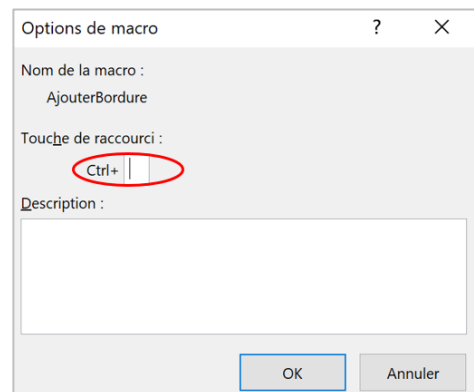 Options de macro ? ×
Nom de la macro :
AjouterBordure
Touche de raccourci :
Ctrl+
Description :
OK Annuler